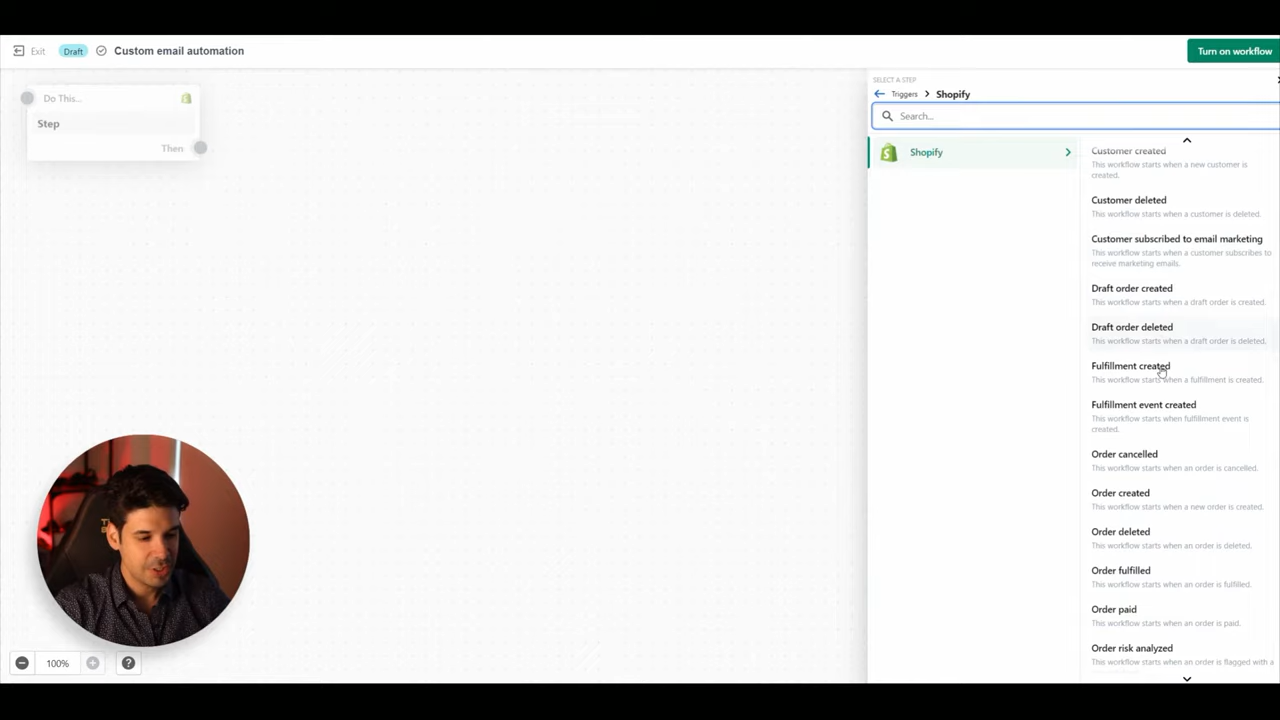 Exit Draft Custom email automation
Turn on workflow
Do This...
Step
Then
SELECT A STEP
Triggers Shopify
Search...
Shopify
Customer created
This workflow starts when a new customer is
created.
Customer deleted
This workflow starts when a customer is deleted.
Customer subscribed to email marketing
This workflow starts when a customer subscribes to
receive marketing emails.
Draft order created
This workflow starts when a draft order is created.
Draft order deleted
This workflow starts when a draft order is deleted.
Fulfillment created
This workflow starts when a fulfillment is created.
Fulfillment event created
This workflow starts when fulfillment event is
created.
Order cancelled
This workflow starts when an order is cancelled.
Order created
This workflow starts when a new order is created.
Order deleted
This workflow starts when an order is deleted.
Order fulfilled
This workflow starts when an order is fulfilled.
Order paid
This workflow starts when an order is paid.
Order risk analyzed
This workflow starts when an order is flagged with a
100%